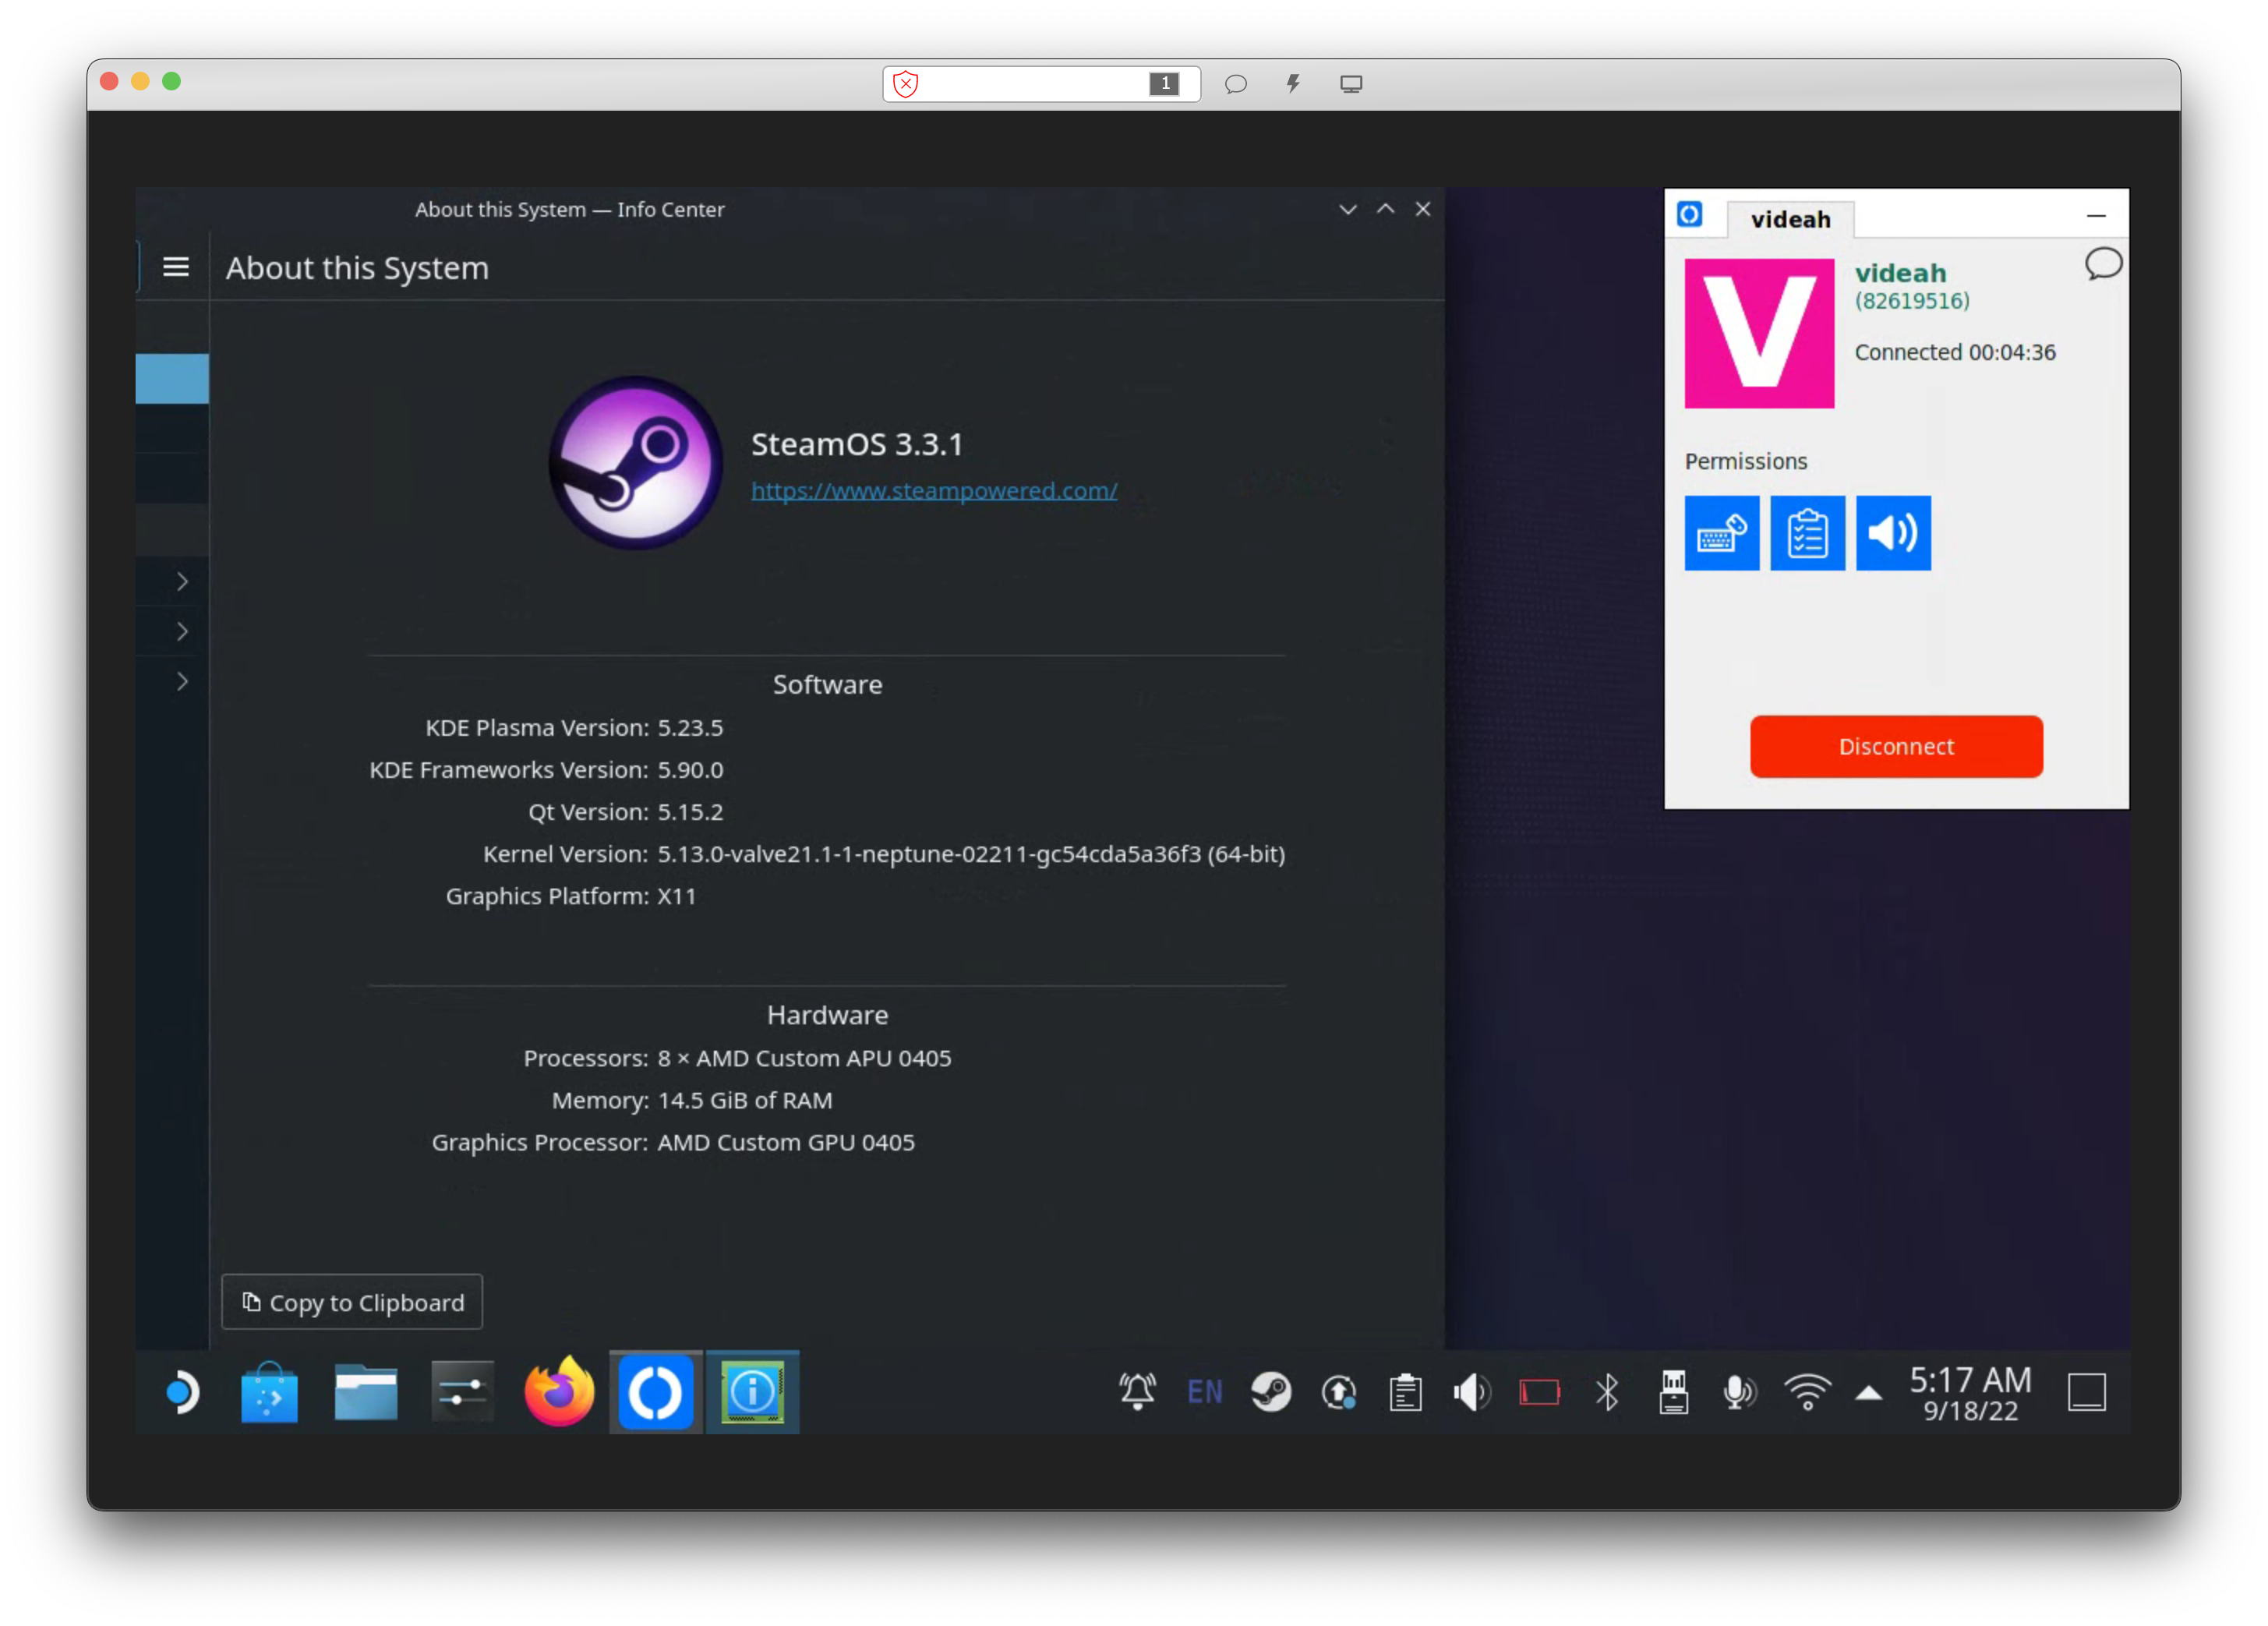 1
About this System — Info Center
About this System
SteamOS 3.3.1
https://www.steampowered.com/
Software
KDE Plasma Version: 5.23.5
KDE Frameworks Version: 5.90.0
Qt Version: 5.15.2
Kernel Version: 5.13.0-valve21.1-1-neptune-02211-gc54cda5a36f3 (64-bit)
Graphics Platform: X11
Hardware
Processors: 8 × AMD Custom APU 0405
Memory: 14.5 GiB of RAM
Graphics Processor: AMD Custom GPU 0405
Copy to Clipboard
videah
V
videah
(82619516)
Connected 00:04:36
Permissions
Disconnect
EN
5:17 AM
9/18/22